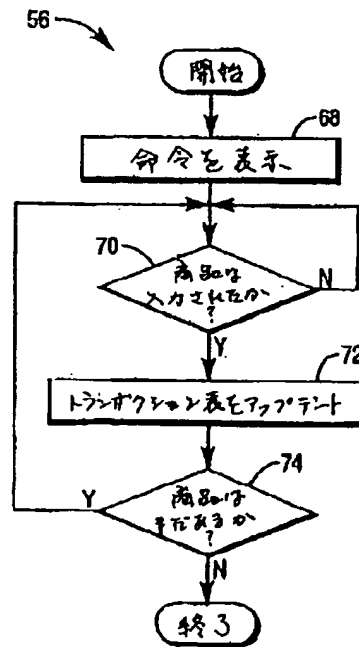 56
開始
68
命令を表示
70
商品は
入力されたか
?
N
Y
72
トランザクション表をアップデート
74
商品は
まだあるか
?
Y
N
終了